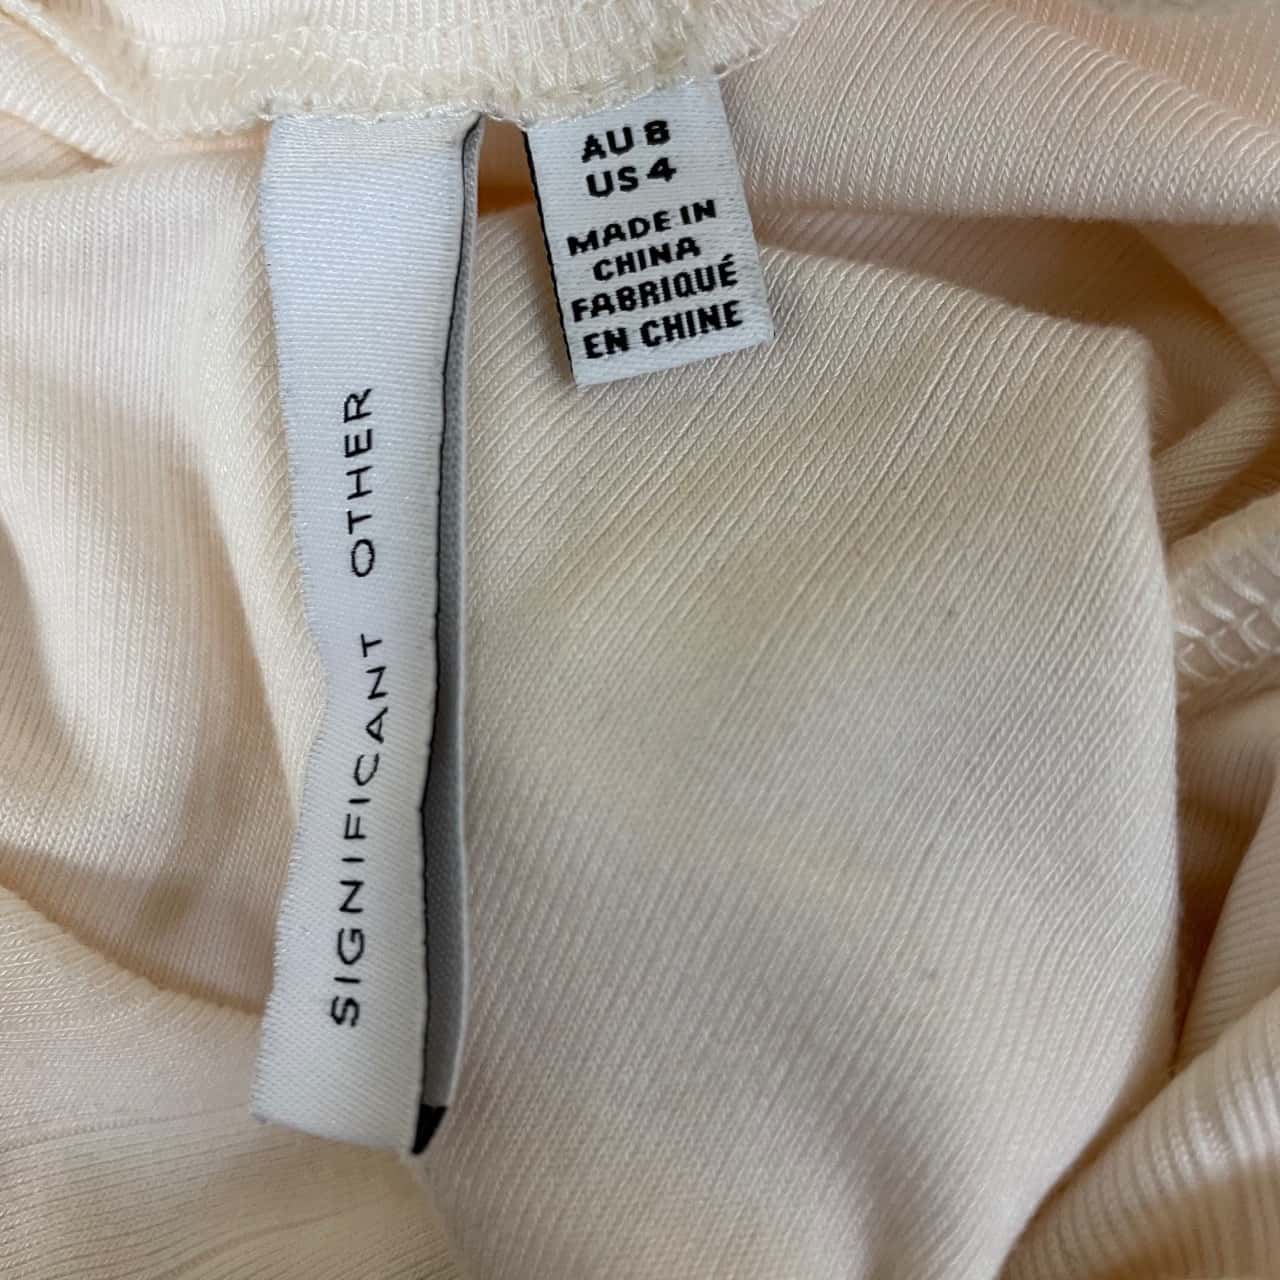 AU 8
US 4
MADE IN
CHINA
FABRIQUÉ
EN CHINE
SIGNIFICANT OTHER